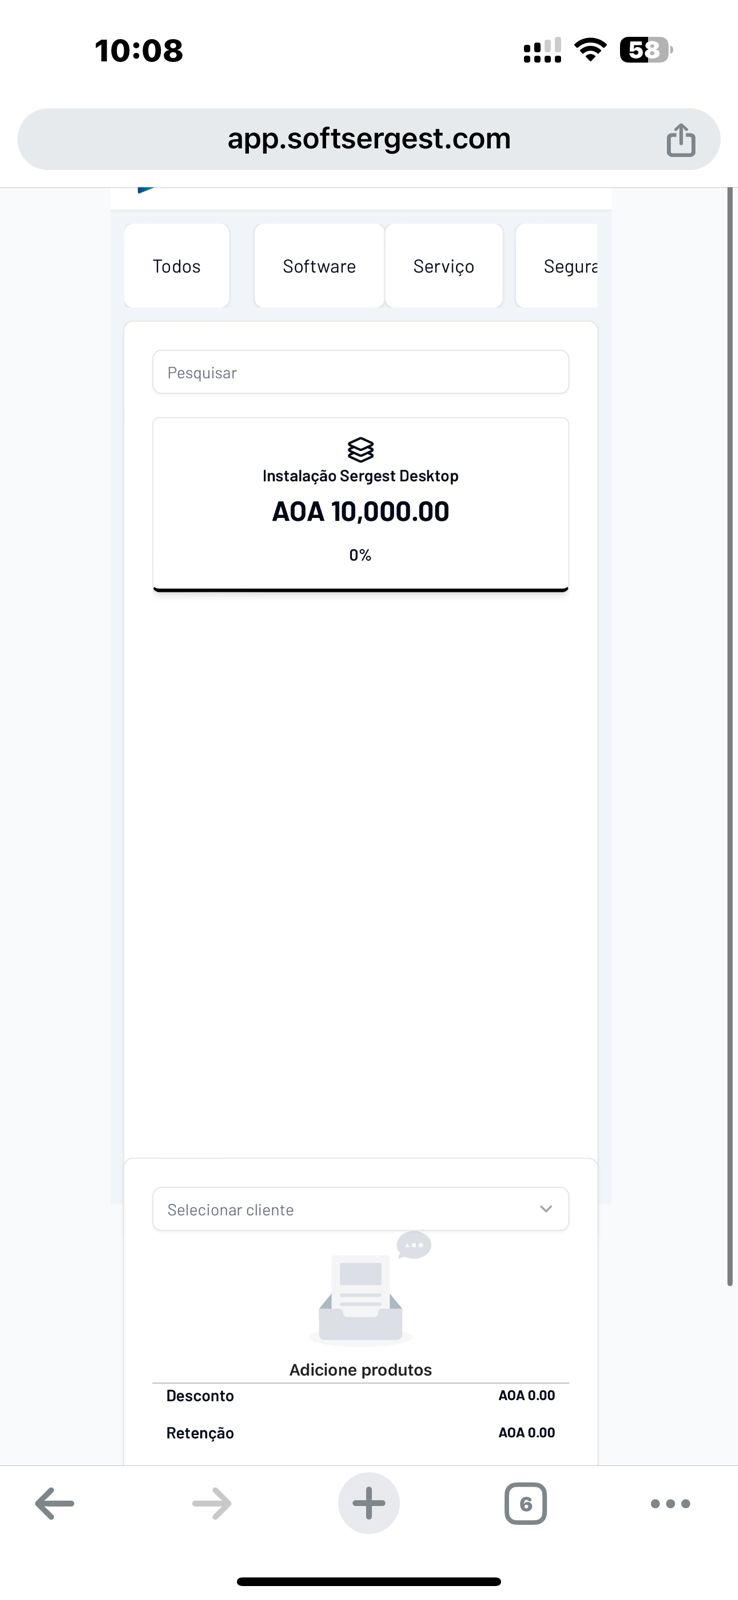 10:08
58
app.softsergest.com
Todos
Software
Serviço
Segura
Pesquisar
Instalação Sergest Desktop
AOA 10,000.00
0%
Selecionar cliente
Adicione produtos
Desconto AOA 0.00
Retenção AOA 0.00
6